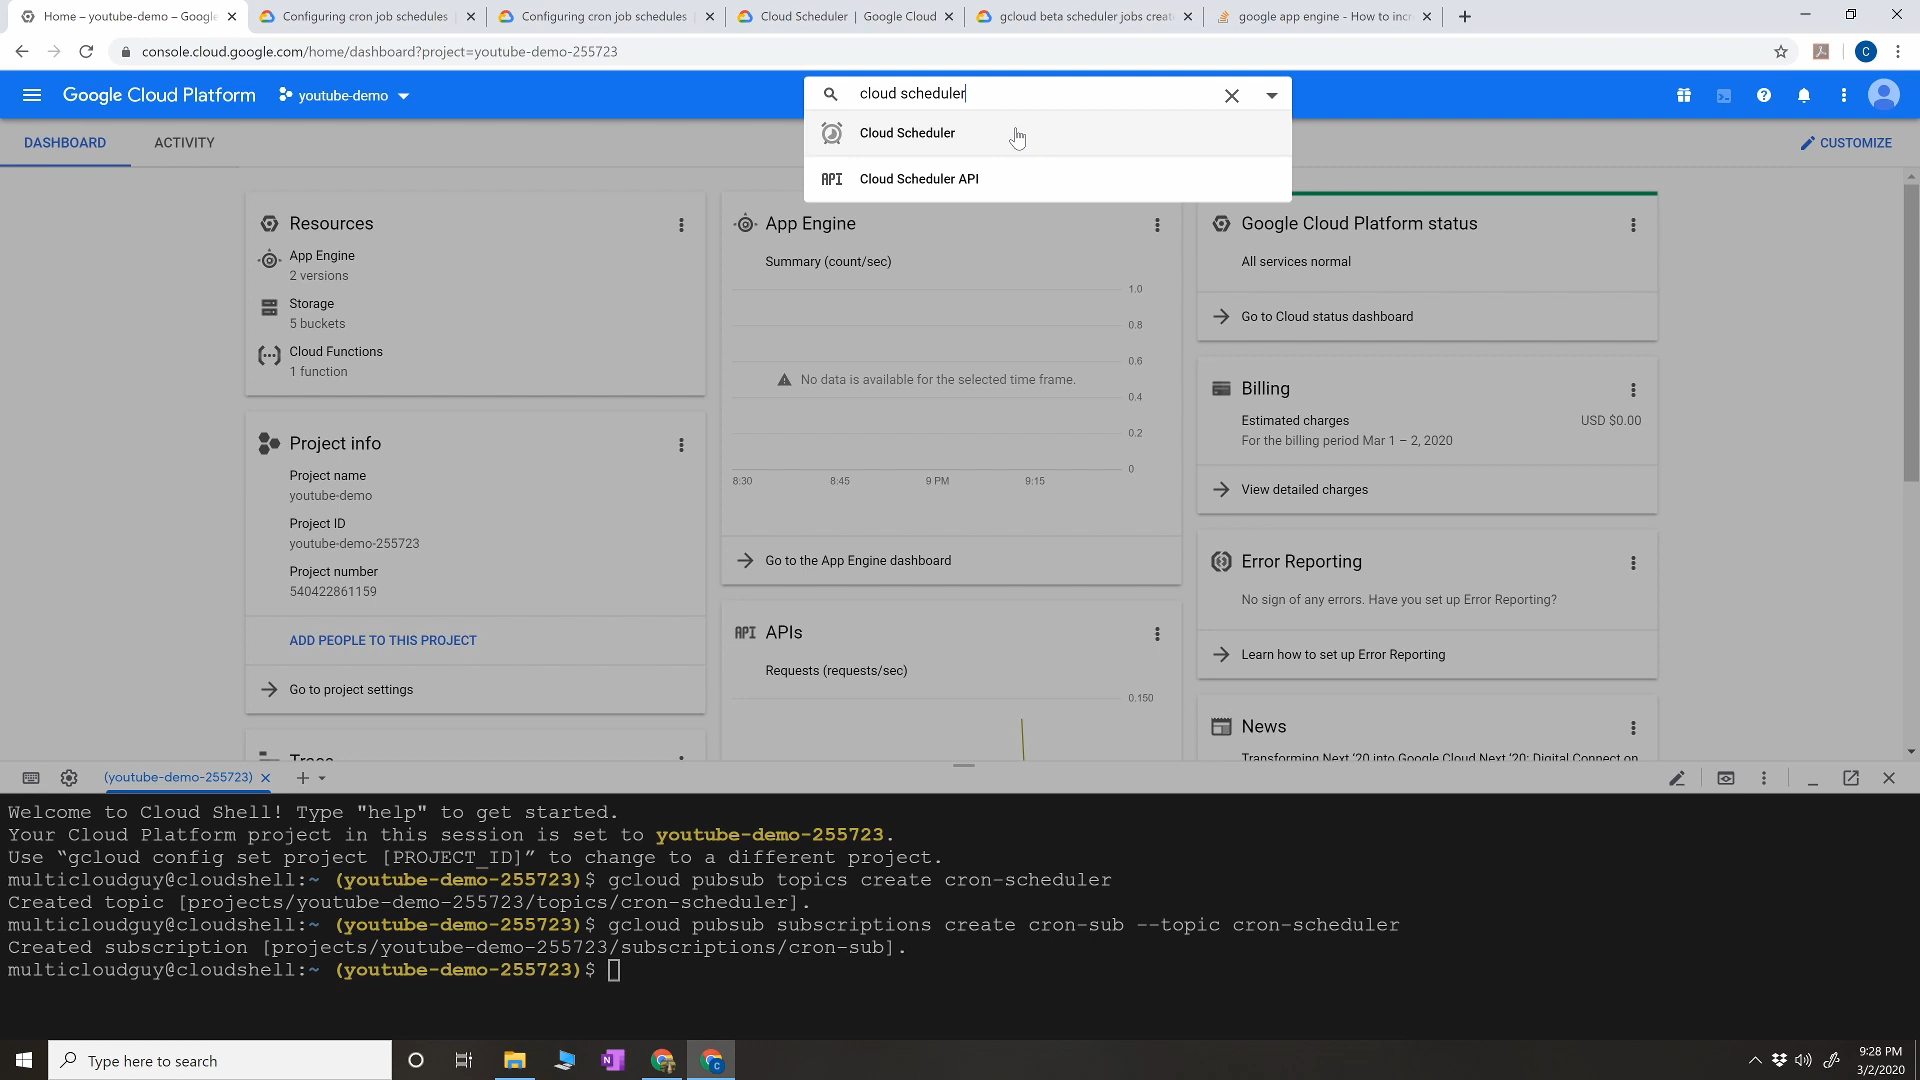 Home – youtube-demo – Google
Configuring cron job schedules
Configuring cron job schedules
Cloud Scheduler | Google Cloud
gcloud beta scheduler jobs creat
google app engine - How to incr
console.cloud.google.com/home/dashboard?project=youtube-demo-255723
C
Google Cloud Platform
youtube-demo
cloud scheduler
DASHBOARD
ACTIVITY
Cloud Scheduler
API Cloud Scheduler API
CUSTOMIZE
Resources
App Engine
2 versions
Storage
5 buckets
Cloud Functions
1 function
Project info
Project name
youtube-demo
Project ID
youtube-demo-255723
Project number
540422861159
ADD PEOPLE TO THIS PROJECT
Go to project settings
App Engine
Summary (count/sec)
1.0
0.8
0.6
No data is available for the selected time frame.
0.4
0.2
0
8:30 8:45 9 PM 9:15
Go to the App Engine dashboard
API APIs
Requests (requests/sec)
0.150
Google Cloud Platform status
All services normal
Go to Cloud status dashboard
Billing
Estimated charges USD $0.00
For the billing period Mar 1 – 2, 2020
View detailed charges
Error Reporting
No sign of any errors. Have you set up Error Reporting?
Learn how to set up Error Reporting
News
Transforming Next '20 into Google Cloud Next '20: Digital Connect on
(youtube-demo-255723)
Welcome to Cloud Shell! Type "help" to get started.
Your Cloud Platform project in this session is set to youtube-demo-255723.
Use “gcloud config set project [PROJECT_ID]” to change to a different project.
multicloudguy@cloudshell:~ (youtube-demo-255723)$ gcloud pubsub topics create cron-scheduler
Created topic [projects/youtube-demo-255723/topics/cron-scheduler].
multicloudguy@cloudshell:~ (youtube-demo-255723)$ gcloud pubsub subscriptions create cron-sub --topic cron-scheduler
Created subscription [projects/youtube-demo-255723/subscriptions/cron-sub].
multicloudguy@cloudshell:~ (youtube-demo-255723)$
Type here to search
9:28 PM
3/2/2020